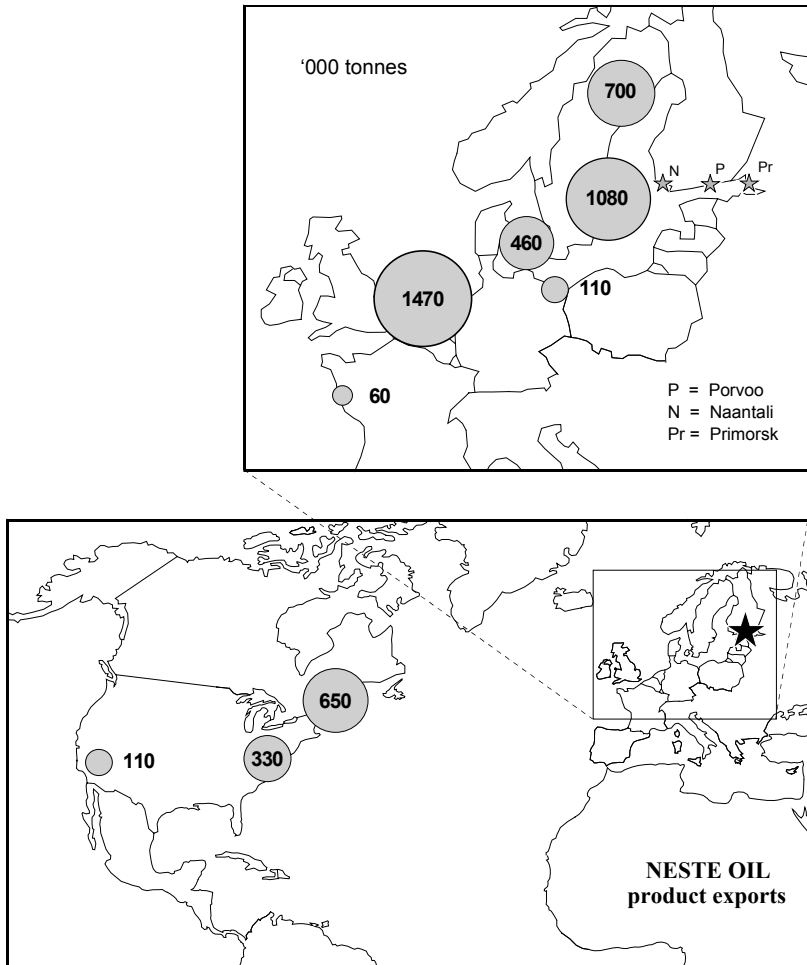 ‘000 tonnes
700
N
P
Pr
1080
460
110
1470
60
P = Porvoo
N = Naantali
Pr = Primorsk
650
330
110
NESTE OIL
product exports